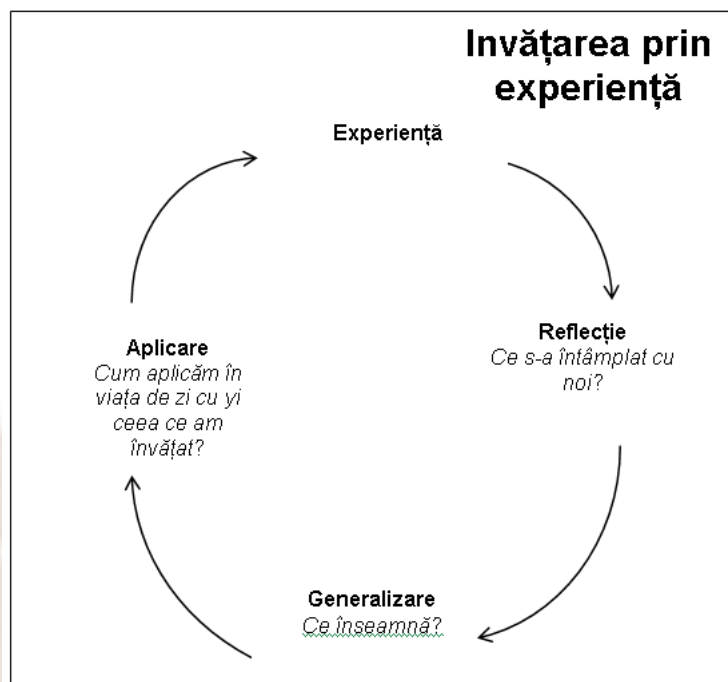 Invățarea prin
experiență
Experiență
Reflecție
Ce s-a întâmplat cu
noi?
Aplicare
Cum aplicăm în
viața de zi cu yi
ceea ce am
învățat?
Generalizare
Ce înseamnă?